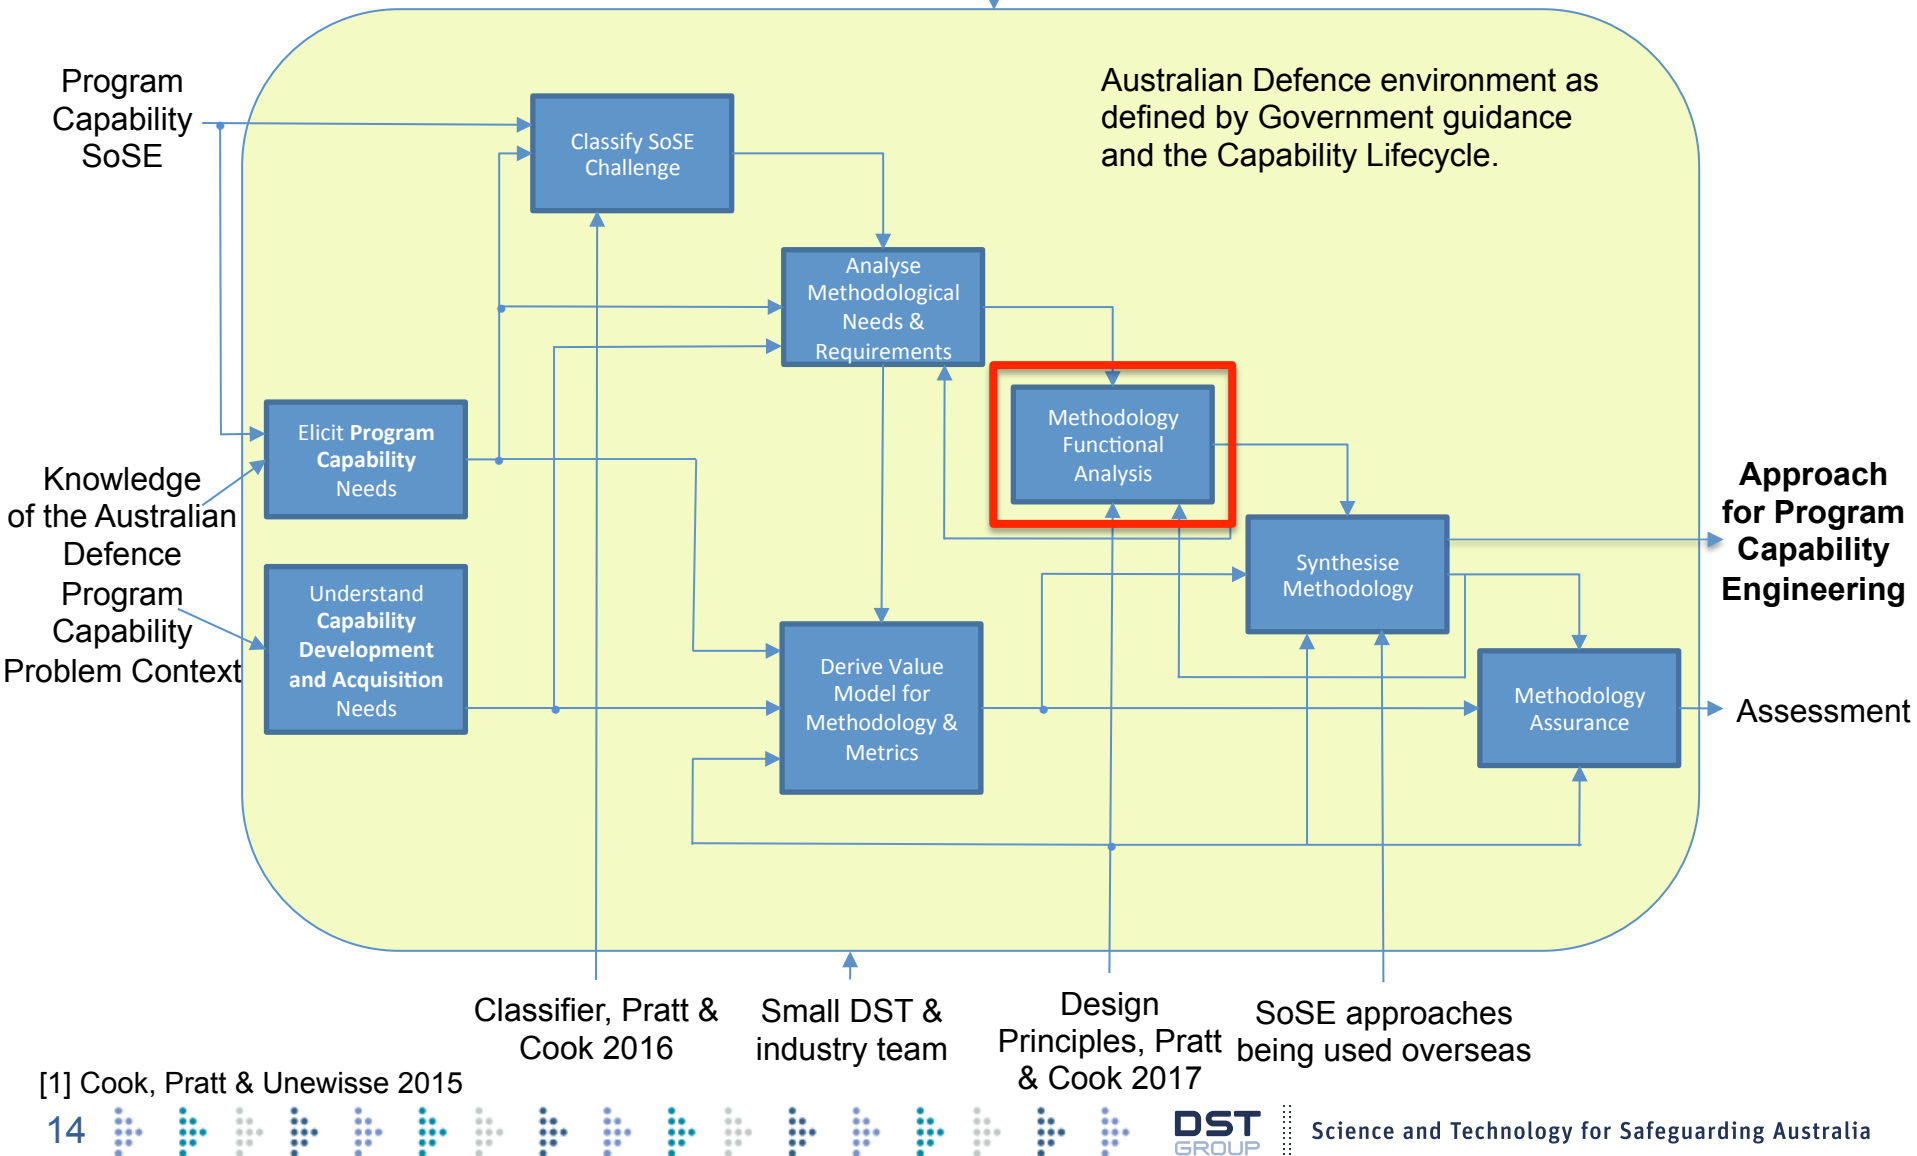 Program
Capability
SoSE
Australian Defence environment as
defined by Government guidance
and the Capability Lifecycle.
Classify SoSE
Challenge
Analyse
Methodological
Needs &
Requirements
Elicit Program
Capability
Needs
Methodology
Functional
Analysis
Knowledge
of the Australian
Defence
Program
Capability
Problem Context
Understand
Capability
Development
and Acquisition
Needs
Synthesise
Methodology
Approach
for Program
Capability
Engineering
Derive Value
Model for
Methodology &
Metrics
Methodology
Assurance
Assessment
Classifier, Pratt &
Cook 2016
Small DST &
industry team
Design
Principles, Pratt
& Cook 2017
SoSE approaches
being used overseas
[1] Cook, Pratt & Unewisse 2015
14
DST
GROUP
Science and Technology for Safeguarding Australia